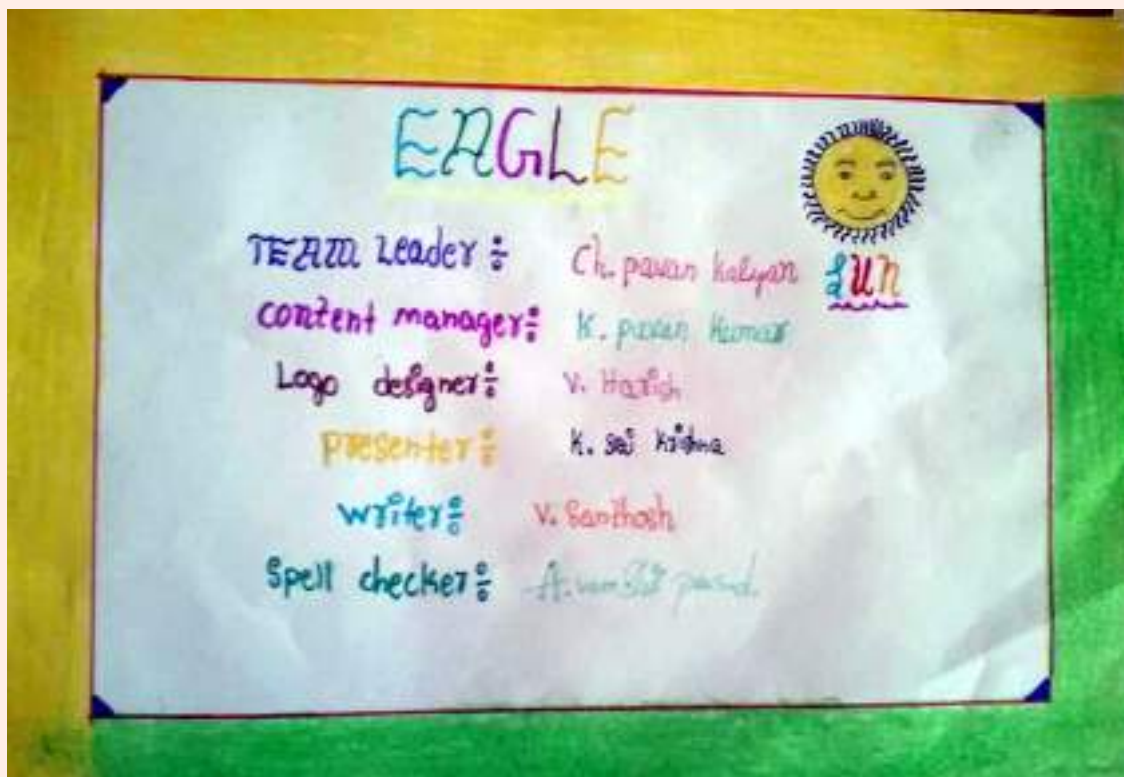 EAGLE
TEAM Leader: Ch. pavan kalyan
SUN
content manager: K. pavan kumar
Logo designer: V. Harish
presenter: K. sai krishna
writer: V. Santhosh
Spell checker: A.